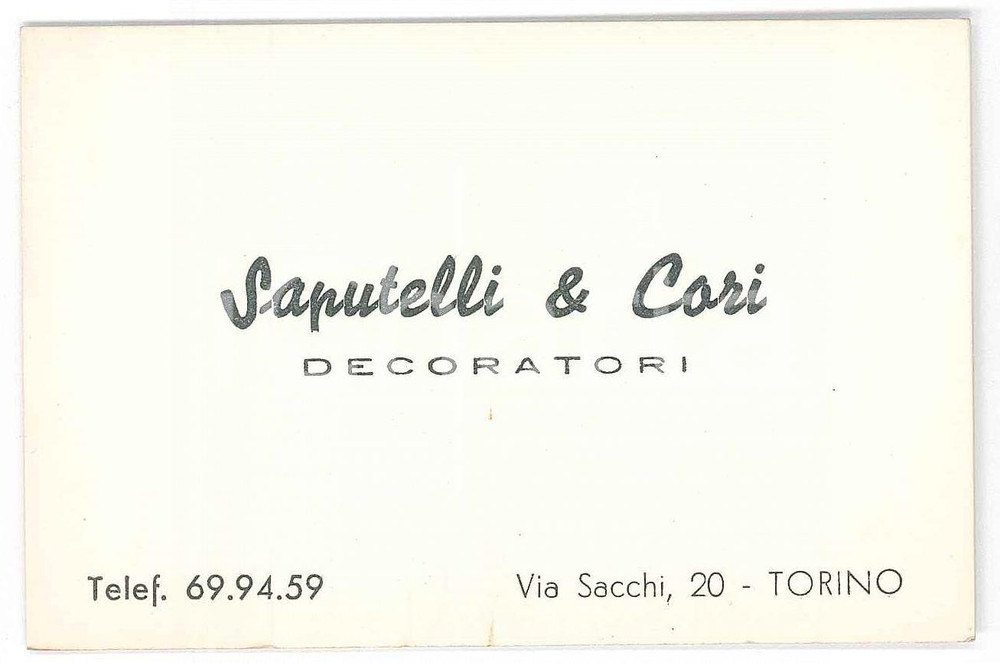 Saputelli & Cori
DECORATORI
Telef. 69.94.59
Via Sacchi, 20 - TORINO